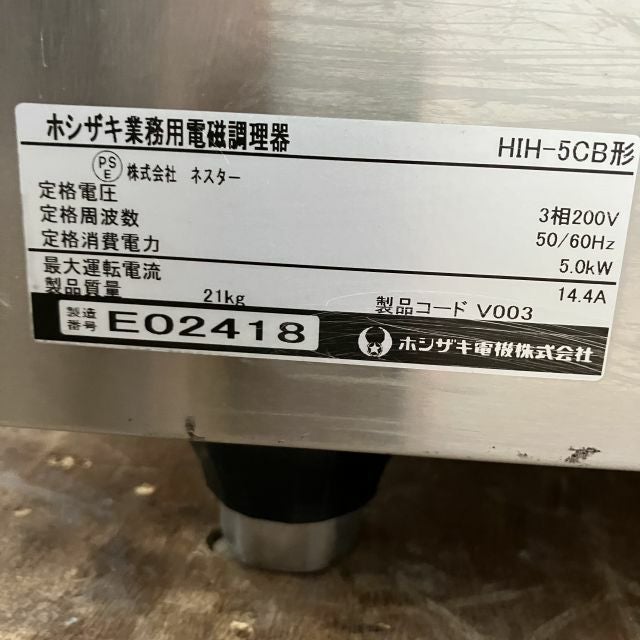 ホシザキ業務用電磁調理器 HIH-5CB形
PSE 株式会社 ネスター
定格電圧 3相200V
定格周波数 50/60Hz
定格消費電力 5.0kW
最大運転電流 14.4A
製品質量 21kg 製品コード V003
製造番号 E02418 ホシザキ電機株式会社